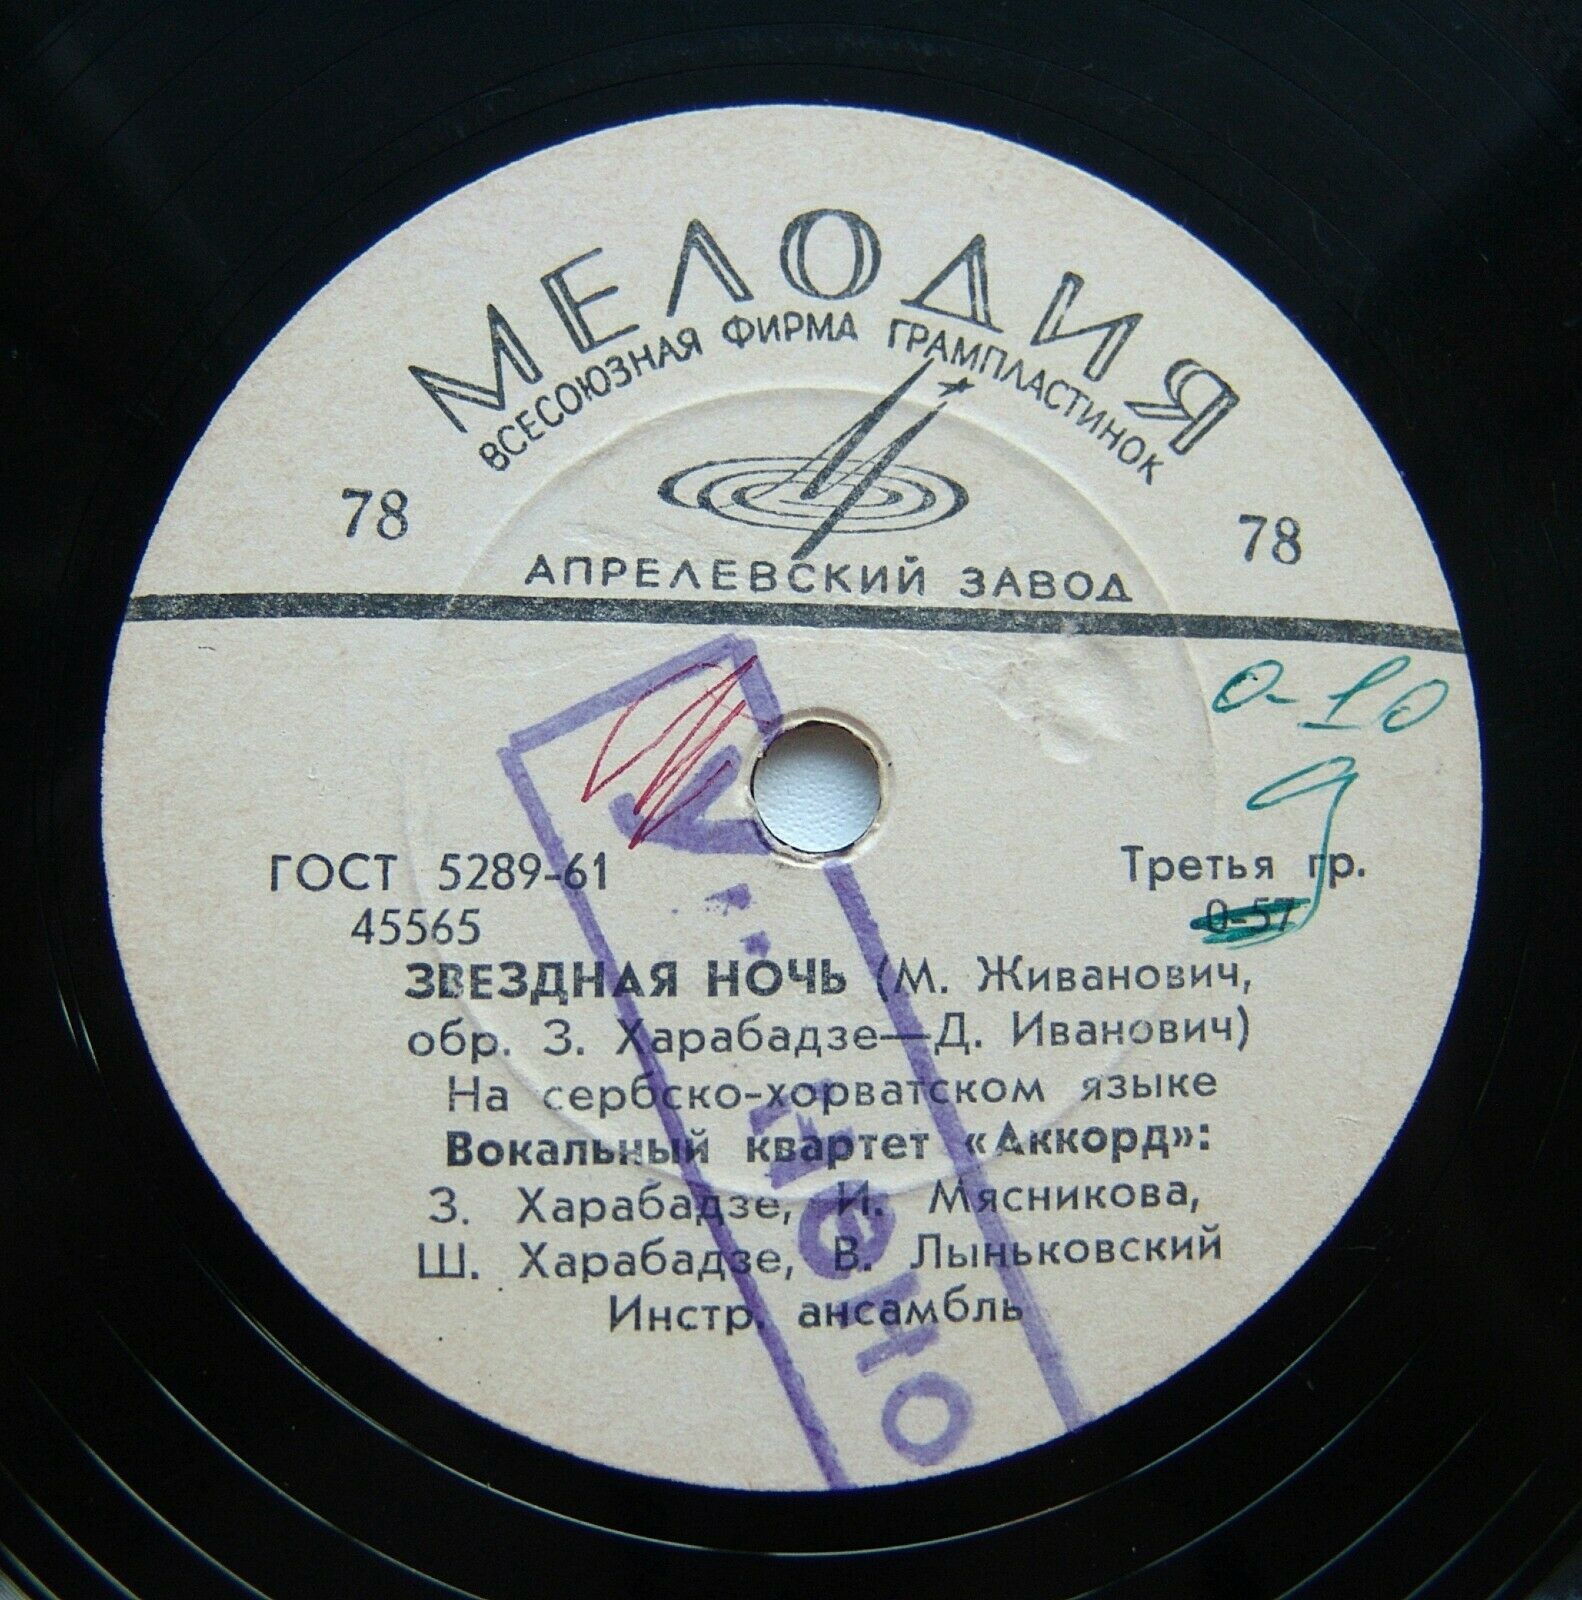 МЕЛОДИЯ
ВСЕСОЮЗНАЯ ФИРМА ГРАМПЛАСТИНОК
78 78
АПРЕЛЕВСКИЙ ЗАВОД
0-10
ГОСТ 5289-61 Третья гр.
45565 0-57
ЗВЕЗДНАЯ НОЧЬ (М. Живанович,
обр. З. Харабадзе—Д. Иванович)
На сербско-хорватском языке
Вокальный квартет «Аккорд»:
З. Харабадзе, И. Мясникова,
Ш. Харабадзе, В. Лыньковский
Инстр. ансамбль